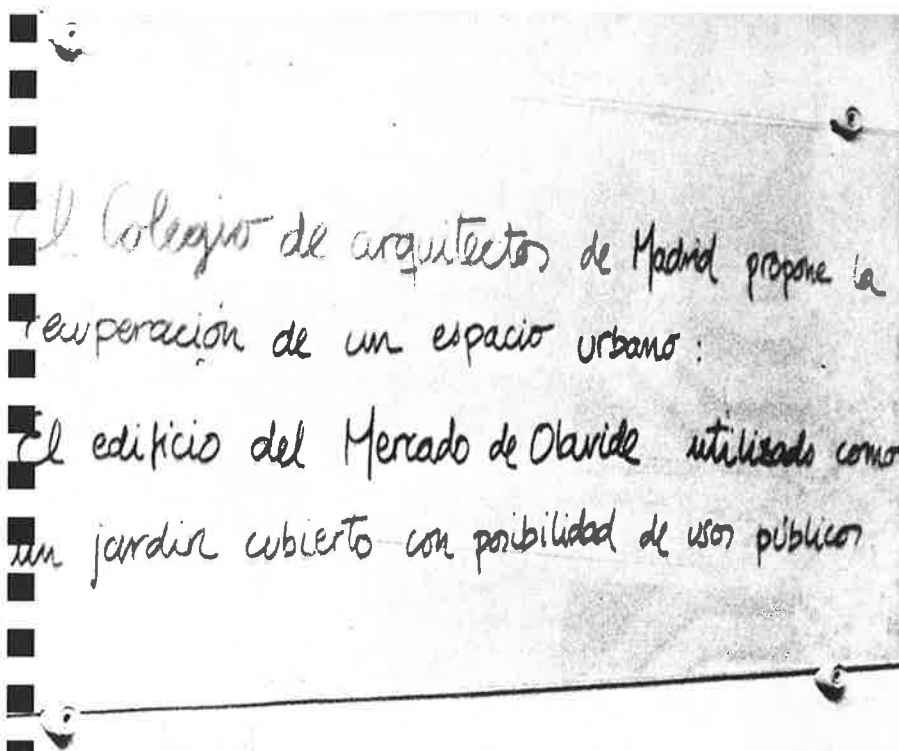 El Colegio de arquitectos de Madrid propone la
recuperación de un espacio urbano:
El edificio del Mercado de Olavide utilizado como
un jardin cubierto con posibilidad de usos públicos